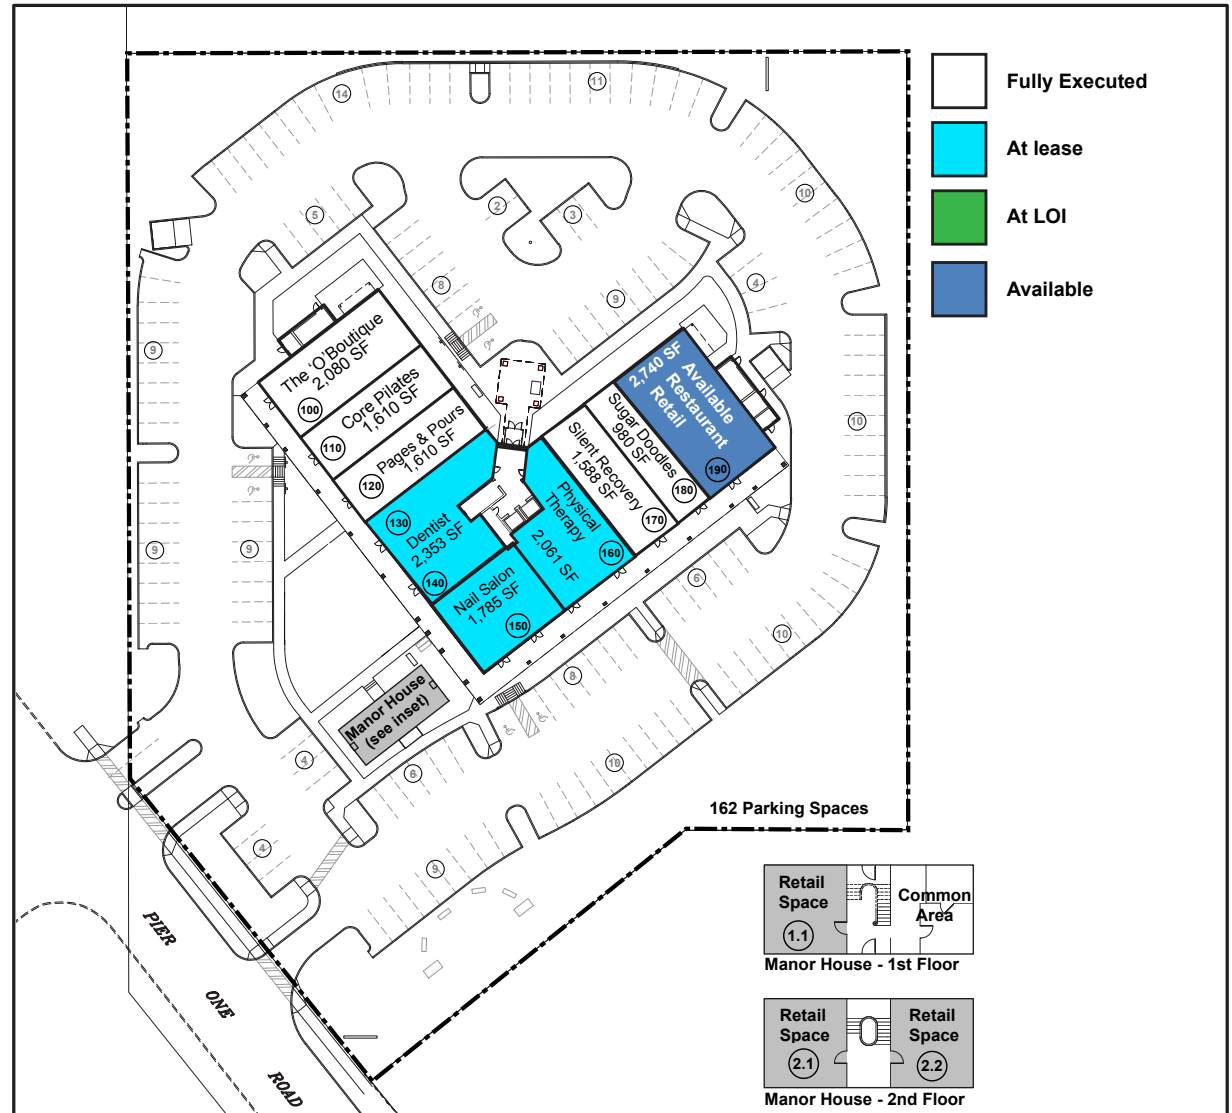 Fully Executed
At lease
At LOI
Available
14
11
10
5
2
3
8
9
4
9
10
9
9
6
10
8
10
4
6
4
9
The 'O'Boutique
2,080 SF
100
Core Pilates
1,610 SF
110
Pages & Pours
1,610 SF
120
130
Dentist
2,353 SF
140
Nail Salon
1,785 SF
150
Physical
Therapy
2,061 SF
160
Silent Recovery
1,588 SF
170
Sugar Doodles
980 SF
180
2,740 SF
Available
Restaurant
Retail
190
Manor House
(see inset)
162 Parking Spaces
PIER
ONE
ROAD
Retail
Space
1.1
Common
Area
Manor House - 1st Floor
Retail
Space
2.1
Retail
Space
2.2
Manor House - 2nd Floor